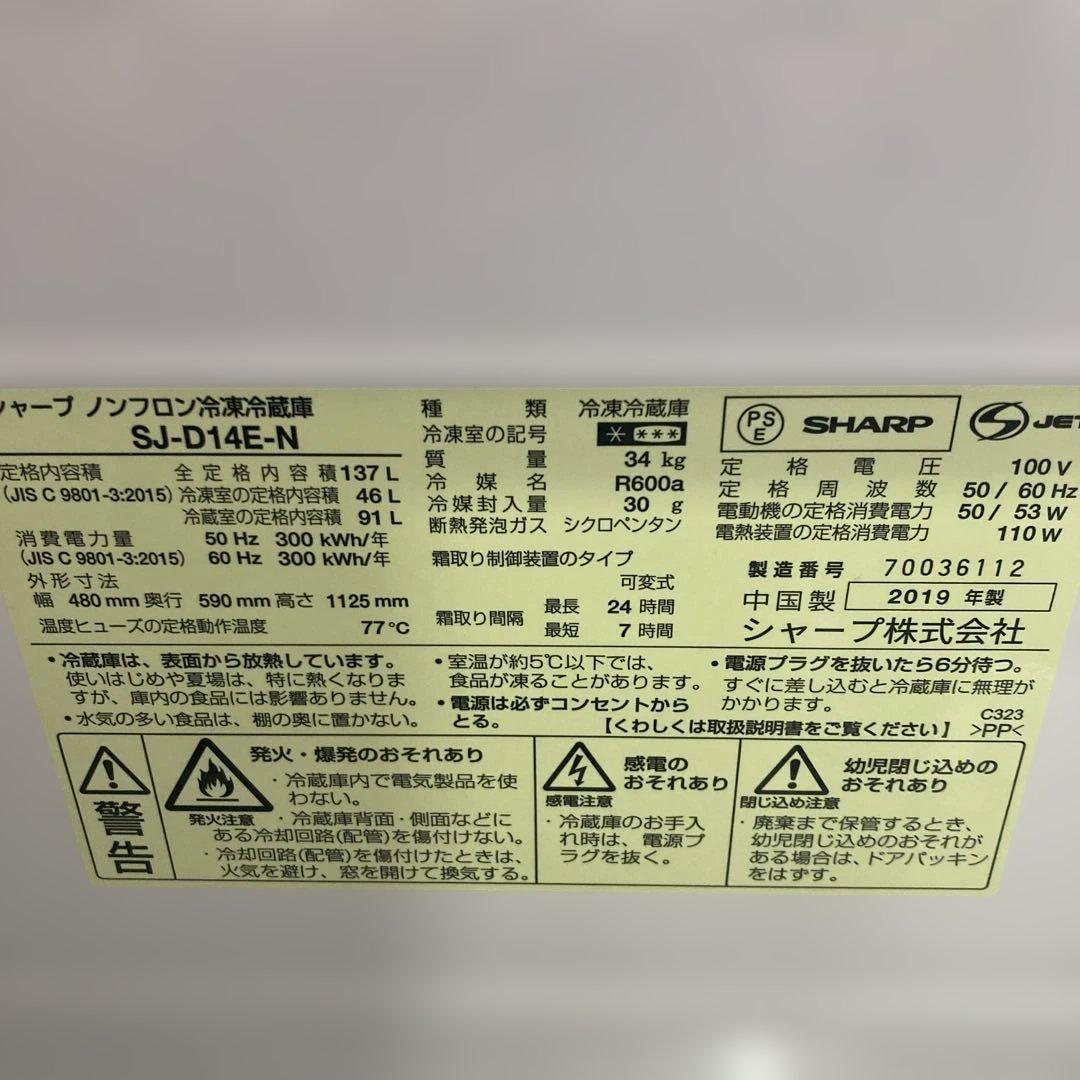 シャープ ノンフロン冷凍冷蔵庫
SJ-D14E-N
定格内容積 全定格内容積 137 L
(JIS C 9801-3:2015) 冷凍室の定格内容積 46 L
冷蔵室の定格内容積 91 L
消費電力量 50 Hz 300 kWh/年
(JIS C 9801-3:2015) 60 Hz 300 kWh/年
外形寸法
幅 480 mm 奥行 590 mm 高さ 1125 mm
温度ヒューズの定格動作温度 77℃
種類 冷凍冷蔵庫
冷凍室の記号 * ***
質量 34 kg
冷媒名 R600a
冷媒封入量 30 g
断熱発泡ガス シクロペンタン
霜取り制御装置のタイプ
可変式
霜取り間隔 最長 24 時間
最短 7 時間
PS E SHARP JET
定格電圧 100 V
定格周波数 50 / 60 Hz
電動機の定格消費電力 50 / 53 W
電熱装置の定格消費電力 110 W
製造番号 70036112
中国製 2019 年製
シャープ株式会社
・冷蔵庫は、表面から放熱しています。
使いはじめや夏場は、特に熱くなりま
すが、庫内の食品には影響ありません。
・水気の多い食品は、棚の奥に置かない。
・室温が約5℃以下では、
食品が凍ることがあります。
・電源は必ずコンセントから
とる。
・電源プラグを抜いたら6分待つ。
すぐに差し込むと冷蔵庫に無理が
かかります。
【くわしくは取扱説明書をご覧ください】
C323
>PP<
警告
発火・爆発のおそれあり
発火注意
・冷蔵庫内で電気製品を使
わない。
・冷蔵庫背面・側面などに
ある冷却回路(配管)を傷付けない。
・冷却回路(配管)を傷付けたときは、
火気を避け、窓を開けて換気する。
感電の
おそれあり
感電注意
・冷蔵庫のお手入
れ時は、電源プ
ラグを抜く。
幼児閉じ込めの
おそれあり
閉じ込め注意
・廃棄まで保管するとき、
幼児閉じ込めのおそれが
ある場合は、ドアパッキン
をはずす。